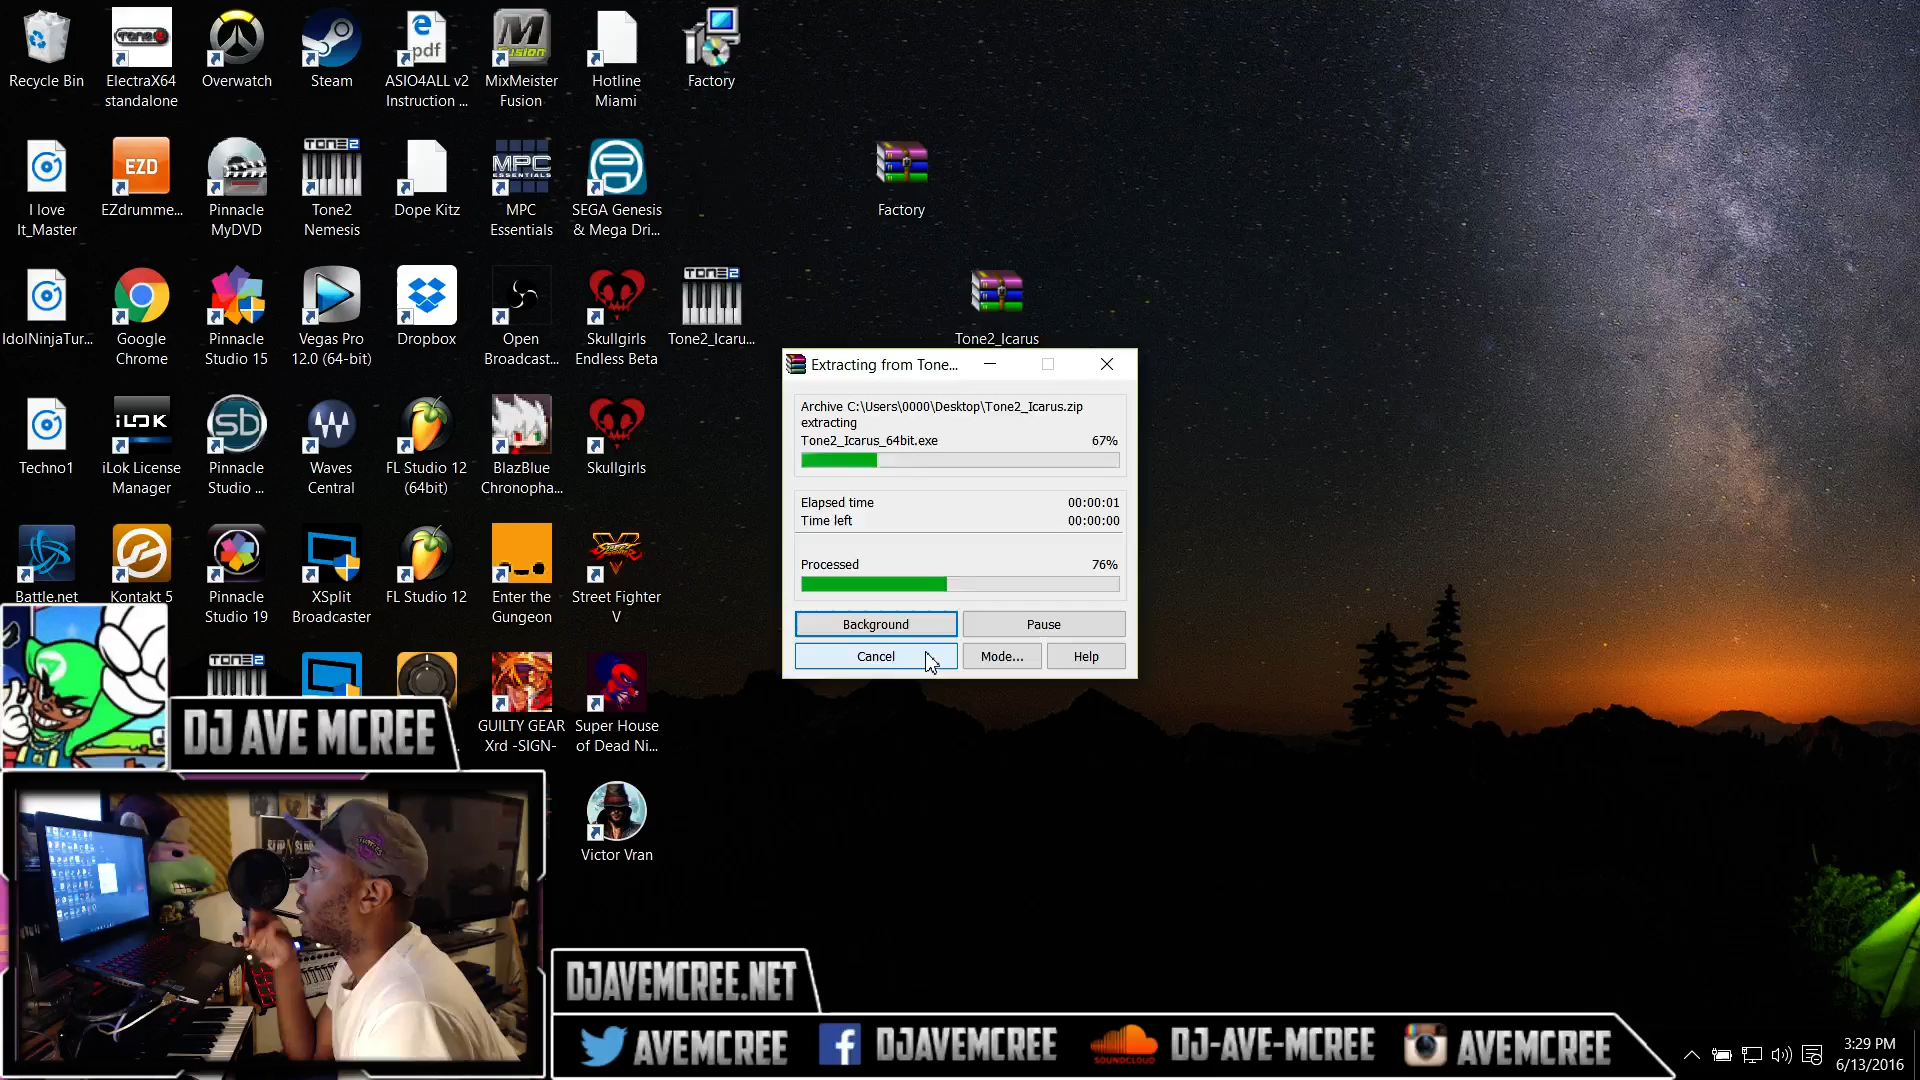 Recycle Bin
ElectraX64
standalone
Overwatch
Steam
ASIO4ALL v2
Instruction ...
MixMeister
Fusion
Hotline
Miami
Factory
I love
It_Master
EZdrumme...
Pinnacle
MyDVD
Tone2
Nemesis
Dope Kitz
MPC
Essentials
SEGA Genesis
& Mega Dri...
Factory
IdolNinjaTur...
Google
Chrome
Pinnacle
Studio 15
Vegas Pro
12.0 (64-bit)
Dropbox
Open
Broadcast...
Skullgirls
Endless Beta
Tone2_Icaru...
Tone2_Icarus
Techno1
iLok License
Manager
Pinnacle
Studio ...
Waves
Central
FL Studio 12
(64bit)
BlazBlue
Chronopha...
Skullgirls
Battle.net
Kontakt 5
Pinnacle
Studio 19
XSplit
Broadcaster
FL Studio 12
Enter the
Gungeon
Street Fighter
V
GUILTY GEAR
Xrd -SIGN-
Super House
of Dead Ni...
Victor Vran
Extracting from Tone...
Archive C:\Users\0000\Desktop\Tone2_Icarus.zip
extracting
Tone2_Icarus_64bit.exe 67%
Elapsed time 00:00:01
Time left 00:00:00
Processed 76%
Background Pause
Cancel Mode... Help
DJ AVE MCREE
DJAVEMCREE.NET
AVEMCREE DJAVEMCREE SOUNDCLOUD DJ-AVE-MCREE AVEMCREE
3:29 PM
6/13/2016